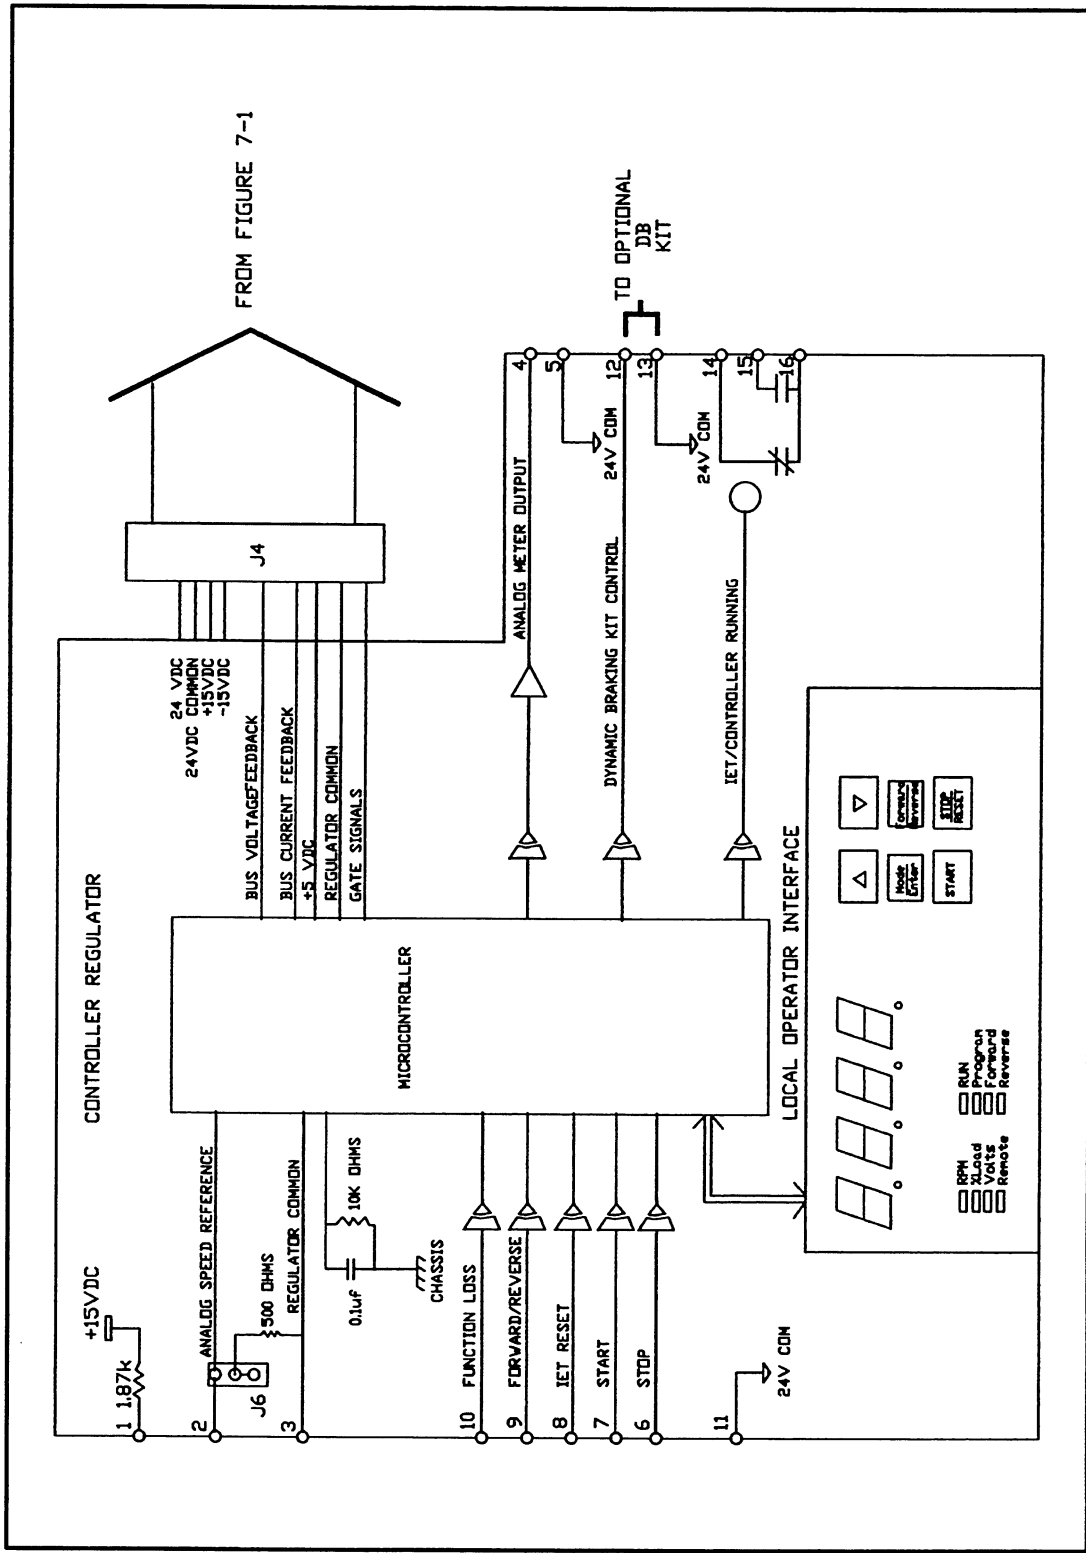 CONTROLLER REGULATOR
+15VDC
1
1.87k
2
ANALOG SPEED REFERENCE
J6
500 OHMS
3
REGULATOR COMMON
0.1uf
10K OHMS
CHASSIS
10
FUNCTION LOSS
9
FORWARD/REVERSE
8
IET RESET
7
START
6
STOP
11
24V COM
MICROCONTROLLER
24 VDC
24VDC COMMON
+15VDC
-15VDC
BUS VOLTAGEFEEDBACK
BUS CURRENT FEEDBACK
+5 VDC
REGULATOR COMMON
GATE SIGNALS
J4
FROM FIGURE 7-1
ANALOG METER OUTPUT
4
5
24V COM
DYNAMIC BRAKING KIT CONTROL
12
13
24V COM
TO OPTIONAL
DB
KIT
IET/CONTROLLER RUNNING
14
15
16
LOCAL OPERATOR INTERFACE
RPM
%Load
Volts
Remote
RUN
Program
Forward
Reverse
Mode
Enter
Forward
Reverse
START
STOP
RESET